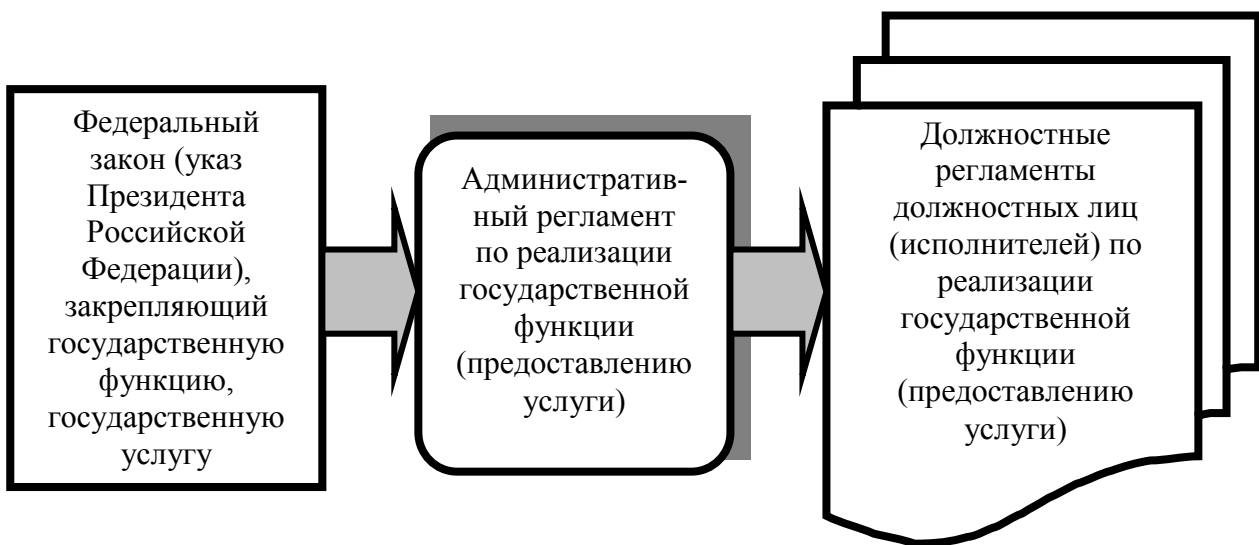 Федеральный
закон (указ
Президента
Российской
Федерации),
закрепляющий
государственную
функцию,
государственную
услугу
Административ-
ный регламент
по реализации
государственной
функции
(предоставлению
услуги)
Должностные
регламенты
должностных лиц
(исполнителей) по
реализации
государственной
функции
(предоставлению
услуги)